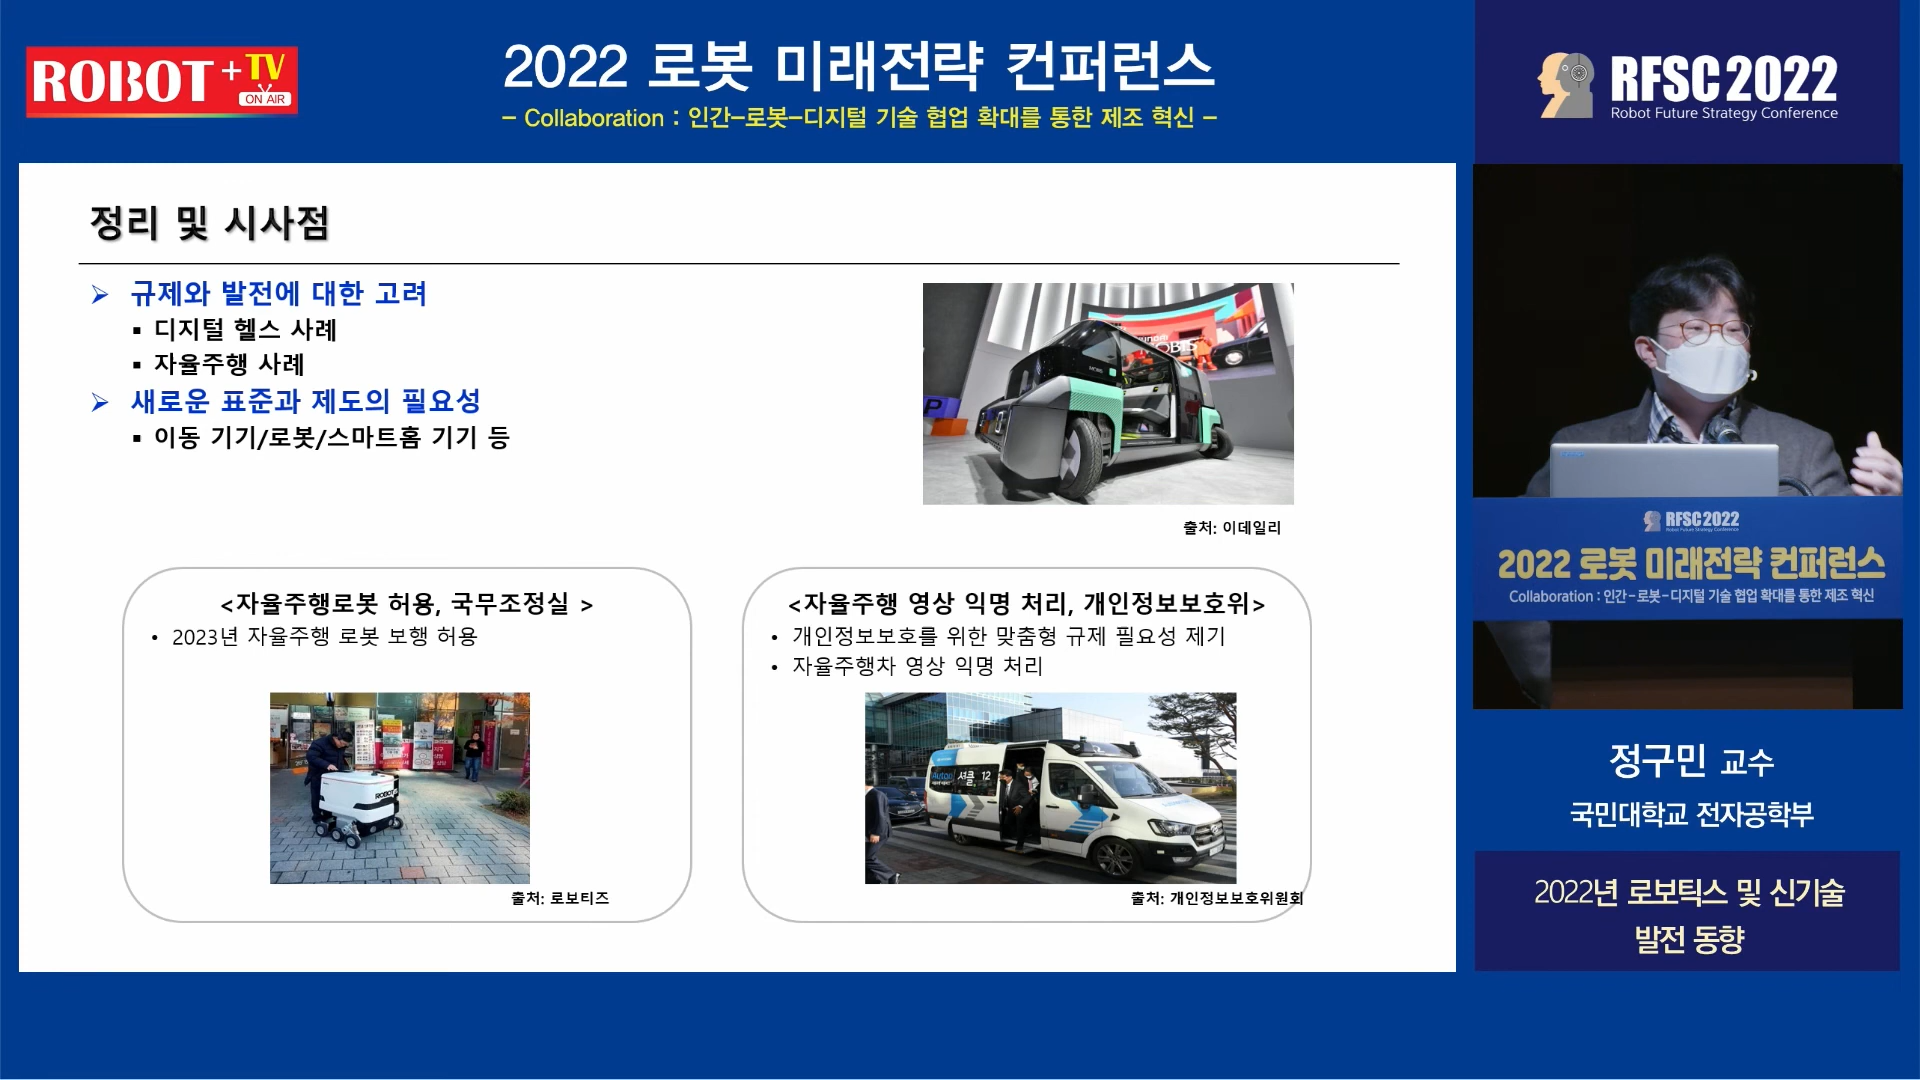 ROBOT+TV
ON AIR
2022 로봇 미래전략 컨퍼런스
– Collaboration : 인간–로봇–디지털 기술 협업 확대를 통한 제조 혁신 –
RFSC 2022
Robot Future Strategy Conference
정리 및 시사점
➢ 규제와 발전에 대한 고려
▪ 디지털 헬스 사례
▪ 자율주행 사례
➢ 새로운 표준과 제도의 필요성
▪ 이동 기기/로봇/스마트홈 기기 등
MOBIS
출처: 이데일리
<자율주행로봇 허용, 국무조정실 >
• 2023년 자율주행 로봇 보행 허용
출처: 로보티즈
<자율주행 영상 익명 처리, 개인정보보호위>
• 개인정보보호를 위한 맞춤형 규제 필요성 제기
• 자율주행차 영상 익명 처리
셔클 12
출처: 개인정보보호위원회
RFSC 2022
Robot Future Strategy Conference
2022 로봇 미래전략 컨퍼런스
Collaboration : 인간-로봇-디지털 기술 협업 확대를 통한 제조 혁신
정구민 교수
국민대학교 전자공학부
2022년 로보틱스 및 신기술
발전 동향